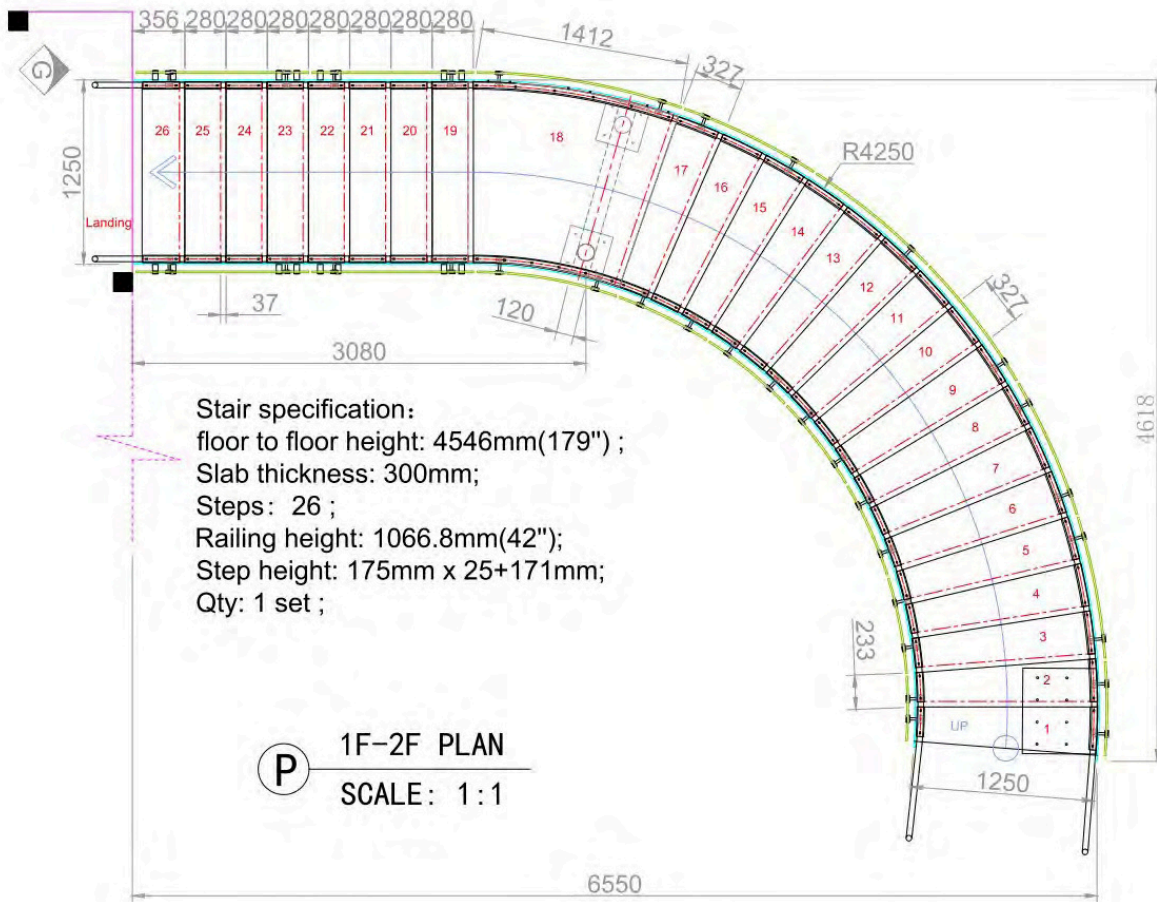 356 280 280 280 280 280 280 280
1412
327
G
26 25 24 23 22 21 20 19 18
17
16
15
14
13
12
11
10
9
8
7
6
5
4
3
2
1
R4250
1250
Landing
37
120
327
3080
4618
Stair specification:
floor to floor height: 4546mm(179") ;
Slab thickness: 300mm;
Steps: 26 ;
Railing height: 1066.8mm(42");
Step height: 175mm x 25+171mm;
Qty: 1 set ;
233
UP
P
1F-2F PLAN
SCALE: 1:1
1250
6550